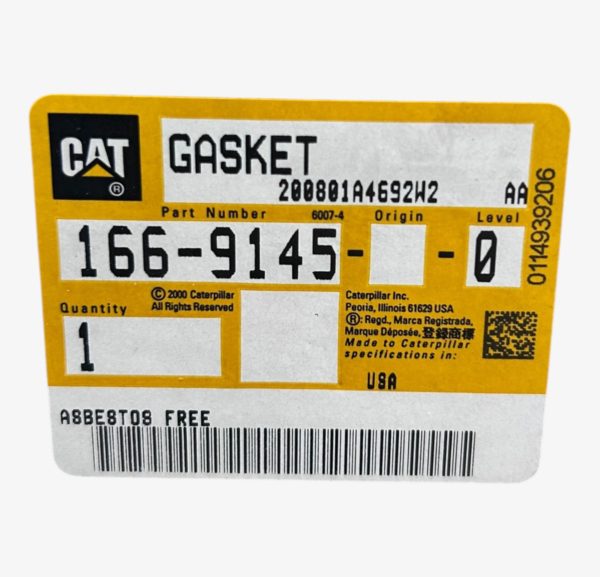 CAT ®
GASKET
200801A4692W2 AA
Part Number 6007-4 Origin Level
166-9145- - 0
0114939206
Quantity
1
© 2000 Caterpillar
All Rights Reserved
Caterpillar Inc.
Peoria, Illinois 61629 USA
®: Regd., Marca Registrada,
Marque Déposée, 登録商標
Made to Caterpillar
specifications in:
USA
ASBESTOS FREE